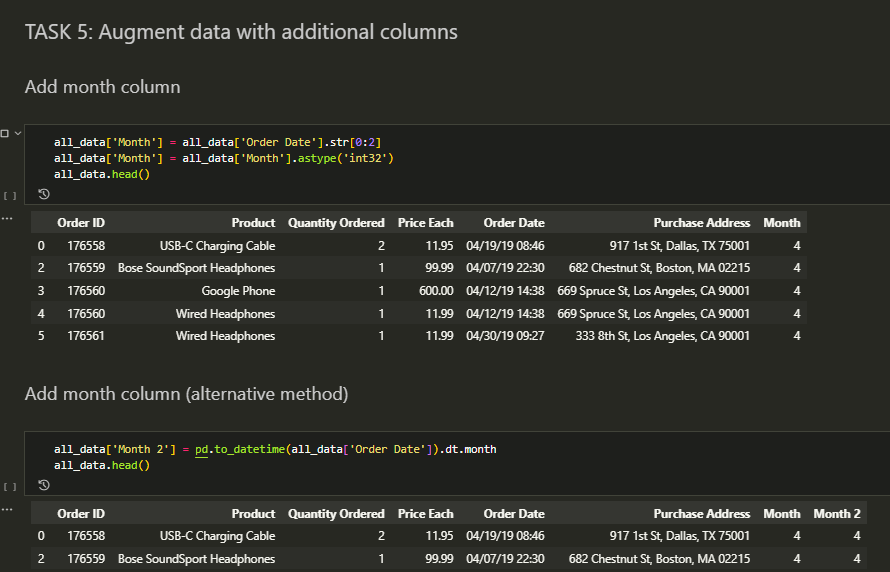 TASK 5: Augment data with additional columns
Add month column
all_data['Month'] = all_data['Order Date'].str[0:2]
all_data['Month'] = all_data['Month'].astype('int32')
all_data.head()
[ ]
...
Order ID Product Quantity Ordered Price Each Order Date Purchase Address Month
0 176558 USB-C Charging Cable 2 11.95 04/19/19 08:46 917 1st St, Dallas, TX 75001 4
2 176559 Bose SoundSport Headphones 1 99.99 04/07/19 22:30 682 Chestnut St, Boston, MA 02215 4
3 176560 Google Phone 1 600.00 04/12/19 14:38 669 Spruce St, Los Angeles, CA 90001 4
4 176560 Wired Headphones 1 11.99 04/12/19 14:38 669 Spruce St, Los Angeles, CA 90001 4
5 176561 Wired Headphones 1 11.99 04/30/19 09:27 333 8th St, Los Angeles, CA 90001 4
Add month column (alternative method)
all_data['Month 2'] = pd.to_datetime(all_data['Order Date']).dt.month
all_data.head()
[ ]
...
Order ID Product Quantity Ordered Price Each Order Date Purchase Address Month Month 2
0 176558 USB-C Charging Cable 2 11.95 04/19/19 08:46 917 1st St, Dallas, TX 75001 4 4
2 176559 Bose SoundSport Headphones 1 99.99 04/07/19 22:30 682 Chestnut St, Boston, MA 02215 4 4